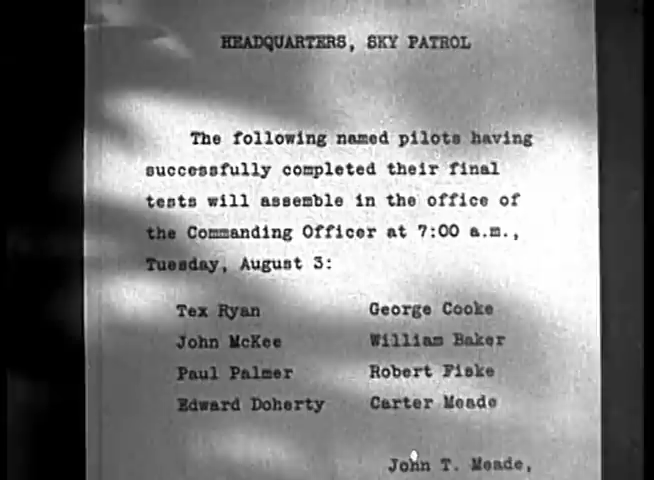 HEADQUARTERS, SKY PATROL
The following named pilots having
successfully completed their final
tests will assemble in the office of
the Commanding Officer at 7:00 a.m.,
Tuesday, August 3:
Tex Ryan George Cooke
John McKee William Baker
Paul Palmer Robert Fiske
Edward Doherty Carter Meade
John T. Meade,